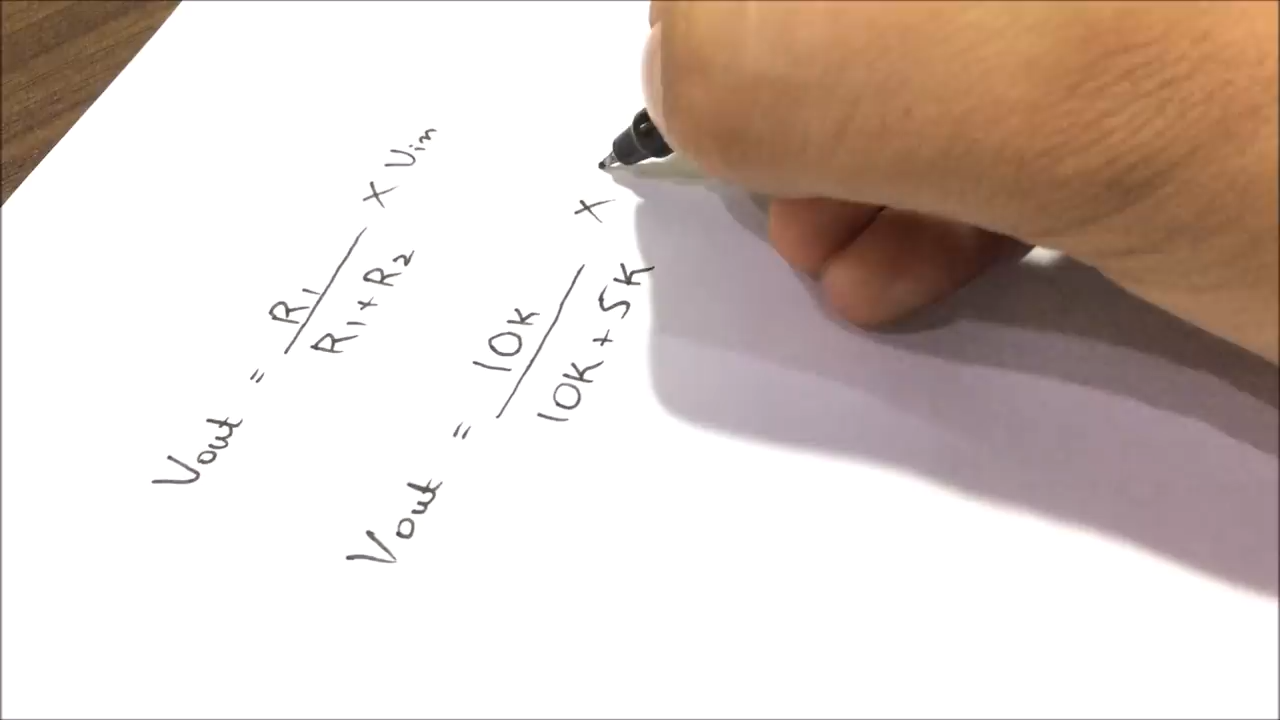 Vout = R1 / R1 + R2 × Vin
Vout = 10K / 10K + 5K ×